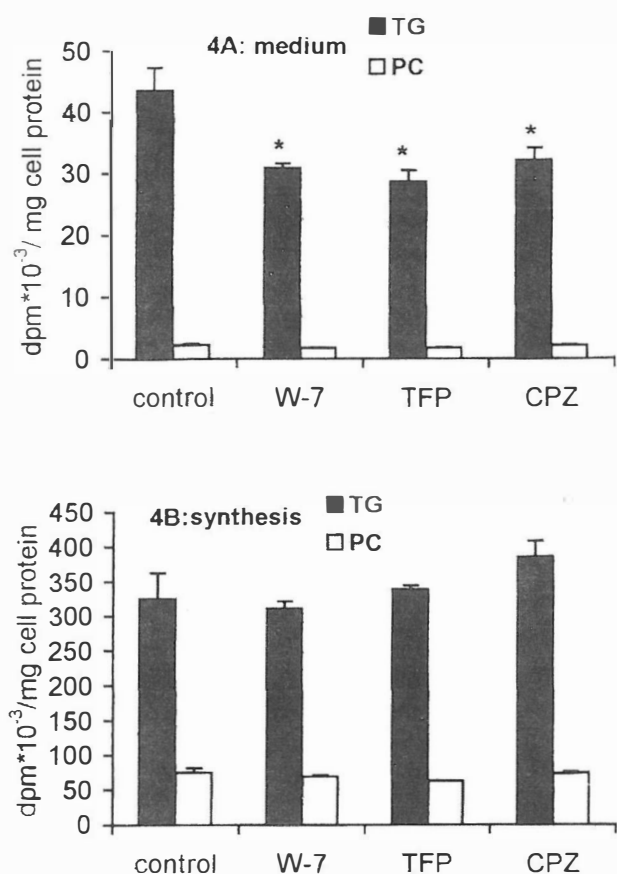 4A: medium
TG
PC
dpm*10⁻³/ mg cell protein
50
40
30
20
10
0
*
*
*
control W-7 TFP CPZ
4B:synthesis
TG
PC
dpm*10⁻³/mg cell protein
450
400
350
300
250
200
150
100
50
0
control W-7 TFP CPZ